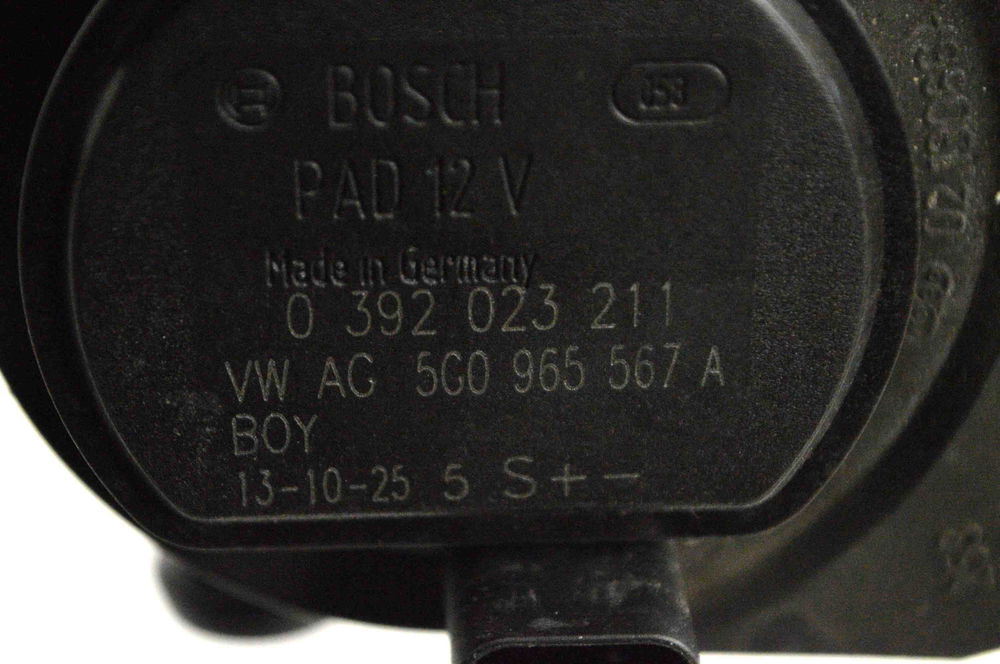 BOSCH
PAD 12 V
Made in Germany
0 392 023 211
VW AG 5G0 965 567 A
BOY
13-10-25 5 S + -